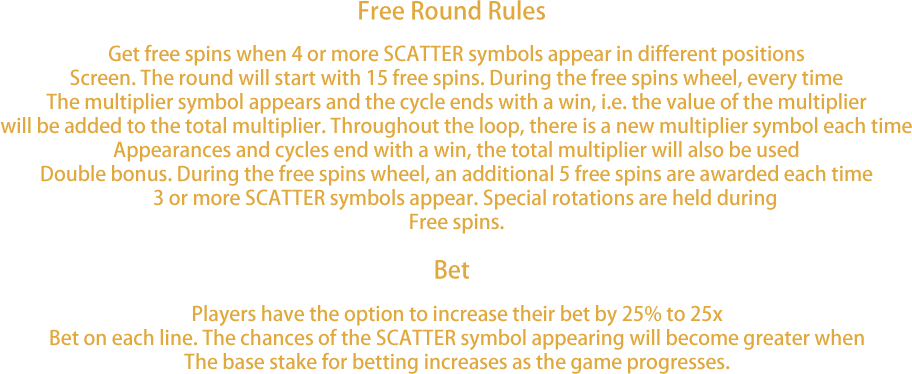 Free Round Rules
Get free spins when 4 or more SCATTER symbols appear in different positions
Screen. The round will start with 15 free spins. During the free spins wheel, every time
The multiplier symbol appears and the cycle ends with a win, i.e. the value of the multiplier
will be added to the total multiplier. Throughout the loop, there is a new multiplier symbol each time
Appearances and cycles end with a win, the total multiplier will also be used
Double bonus. During the free spins wheel, an additional 5 free spins are awarded each time
3 or more SCATTER symbols appear. Special rotations are held during
Free spins.
Bet
Players have the option to increase their bet by 25% to 25x
Bet on each line. The chances of the SCATTER symbol appearing will become greater when
The base stake for betting increases as the game progresses.